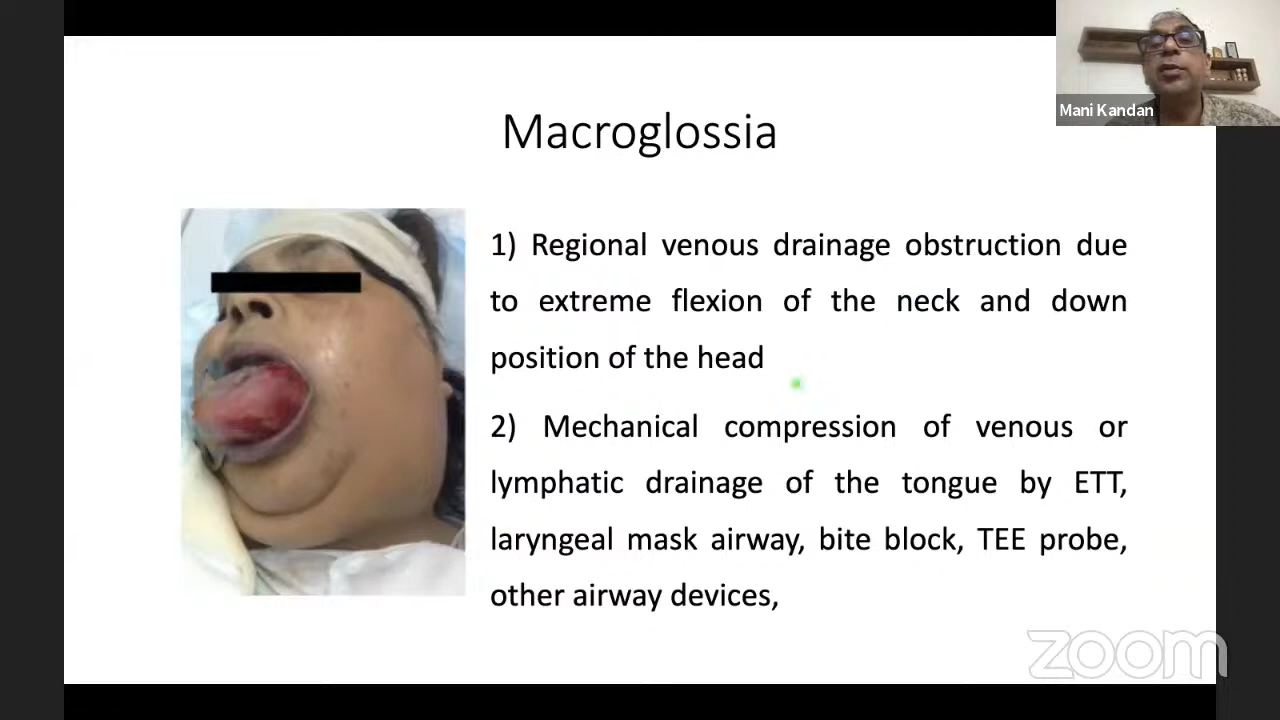 Mani Kandan
Macroglossia
1) Regional venous drainage obstruction due
to extreme flexion of the neck and down
position of the head
2) Mechanical compression of venous or
lymphatic drainage of the tongue by ETT,
laryngeal mask airway, bite block, TEE probe,
other airway devices,
zoom